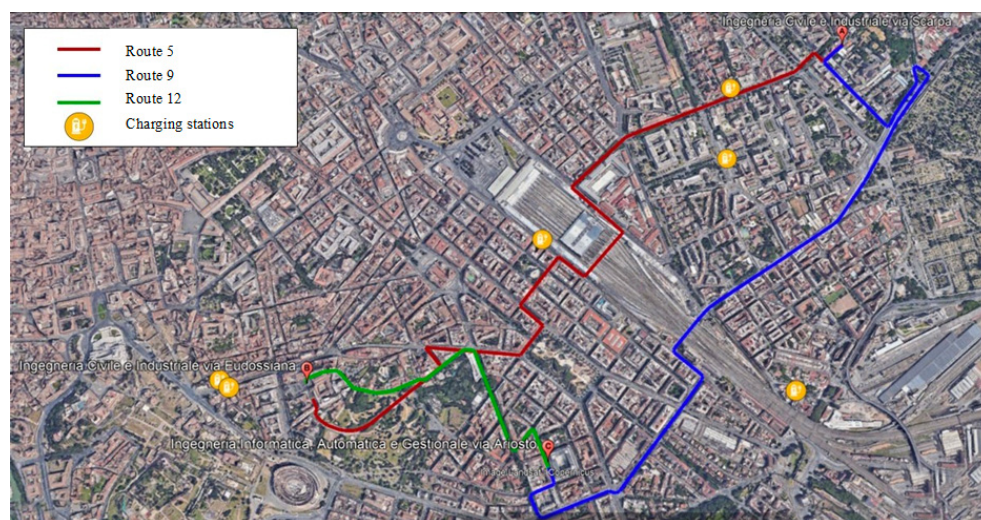 Ingegneria Civile e Industriale via Scarpa
A
Route 5
Route 9
Route 12
Charging stations
Ingegneria Civile e Industriale via Eudossiana
B
Ingegneria Informatica, Automatica e Gestionale via Ariosto
C